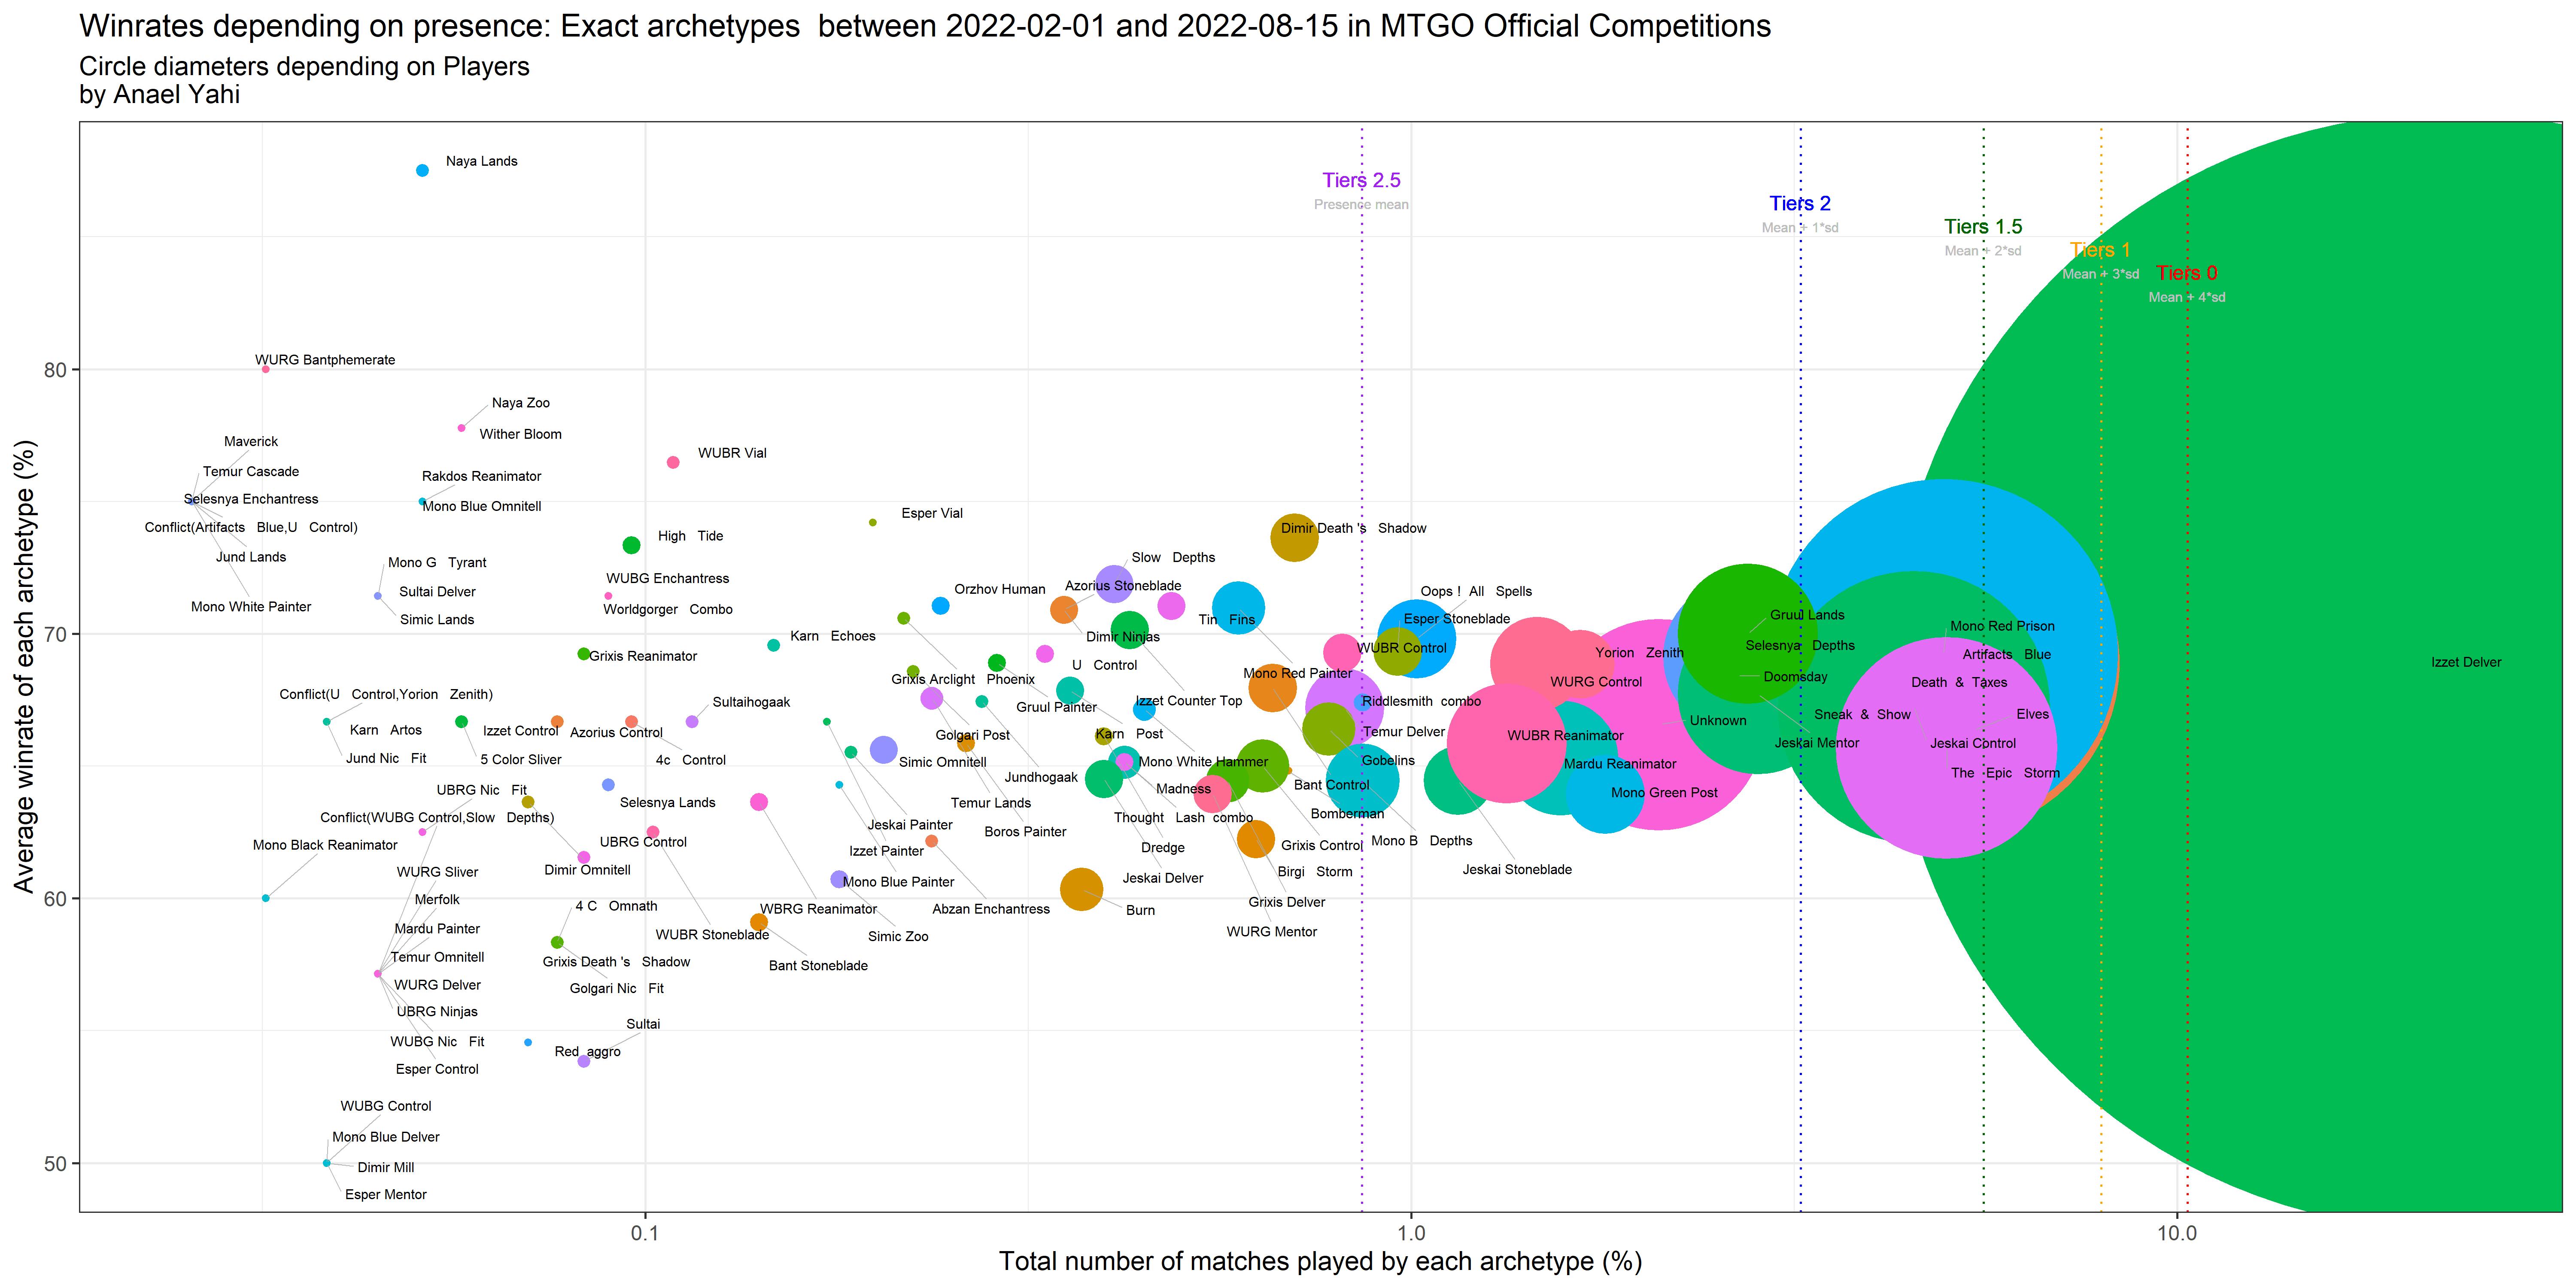 Winrates depending on presence: Exact archetypes  between 2022-02-01 and 2022-08-15 in MTGO Official Competitions
Circle diameters depending on Players
by Anael Yahi
Naya Lands
Tiers 2.5
Presence mean
Tiers 2
Mean + 1*sd
Tiers 1.5
Mean + 2*sd
Tiers 1
Mean + 3*sd
Tiers 0
Mean + 4*sd
80
70
60
50
Average winrate of each archetype (%)
WURG Bantphemerate
Naya Zoo
Wither Bloom
Maverick
WUBR Vial
Temur Cascade
Rakdos Reanimator
Selesnya Enchantress
Mono Blue Omnitell
Esper Vial
Conflict(Artifacts   Blue,U   Control)
High   Tide
Dimir Death 's   Shadow
Jund Lands
Mono G   Tyrant
Slow   Depths
WUBG Enchantress
Azorius Stoneblade
Orzhov Human
Sultai Delver
Oops !  All   Spells
Mono White Painter
Worldgorger   Combo
Simic Lands
Tin   Fins
Esper Stoneblade
Gruul Lands
Mono Red Prison
Karn   Echoes
Dimir Ninjas
WUBR Control
Yorion   Zenith
Selesnya   Depths
Artifacts   Blue
Grixis Reanimator
U   Control
Izzet Delver
Mono Red Painter
Grixis Arclight   Phoenix
WURG Control
Doomsday
Death  &  Taxes
Conflict(U   Control,Yorion   Zenith)
Sultaihogaak
Gruul Painter
Izzet Counter Top
Riddlesmith  combo
Unknown
Sneak  &  Show
Elves
Karn   Artos
Izzet Control
Azorius Control
Golgari Post
Karn   Post
Temur Delver
WUBR Reanimator
Jeskai Mentor
Jeskai Control
Jund Nic   Fit
5 Color Sliver
4c   Control
Simic Omnitell
Mono White Hammer
Gobelins
Mardu Reanimator
The   Epic   Storm
Jundhogaak
Bant Control
Madness
Mono Green Post
UBRG Nic   Fit
Selesnya Lands
Temur Lands
Thought   Lash  combo
Bomberman
Conflict(WUBG Control,Slow   Depths)
Jeskai Painter
Boros Painter
Mono Black Reanimator
UBRG Control
Izzet Painter
Dredge
Grixis Control
Mono B   Depths
WURG Sliver
Dimir Omnitell
Mono Blue Painter
Jeskai Delver
Birgi   Storm
Jeskai Stoneblade
Merfolk
4 C   Omnath
WBRG Reanimator
Abzan Enchantress
Burn
Grixis Delver
Mardu Painter
WUBR Stoneblade
Simic Zoo
WURG Mentor
Temur Omnitell
Grixis Death 's   Shadow
Bant Stoneblade
WURG Delver
Golgari Nic   Fit
UBRG Ninjas
Sultai
WUBG Nic   Fit
Red  aggro
Esper Control
WUBG Control
Mono Blue Delver
Dimir Mill
Esper Mentor
0.1
1.0
10.0
Total number of matches played by each archetype (%)